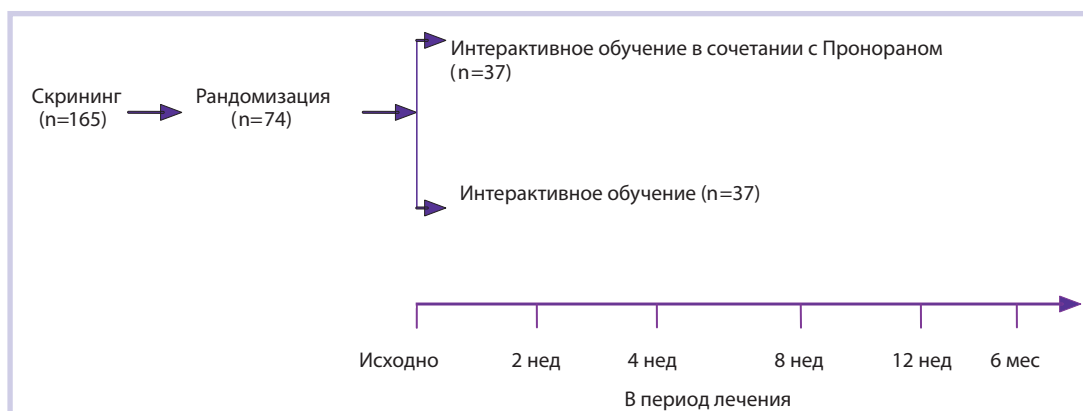 Интерактивное обучение в сочетании с Пронораном
(n=37)
Скрининг
(n=165)
Рандомизация
(n=74)
Интерактивное обучение (n=37)
Исходно
2 нед
4 нед
8 нед
12 нед
6 мес
В период лечения